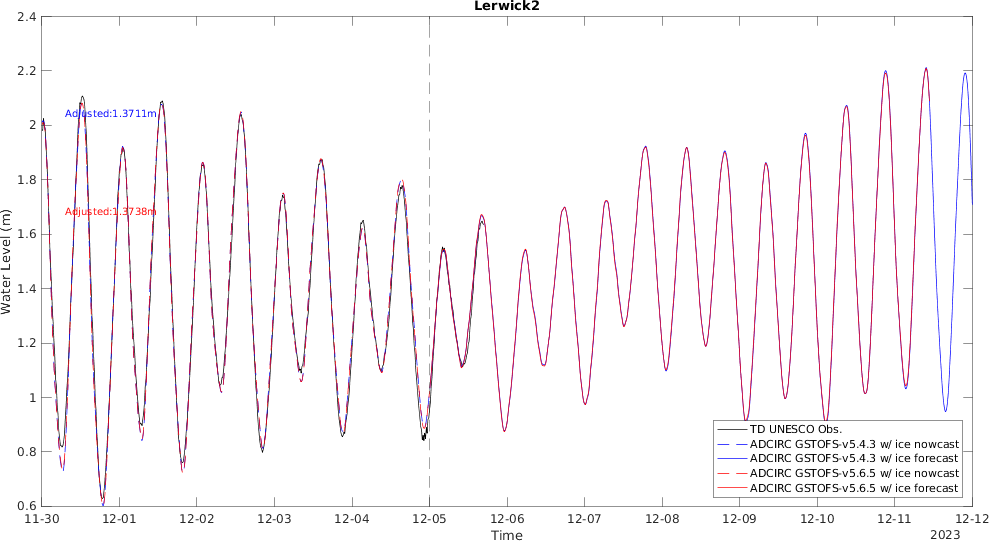 Lerwick2
2.4
2.2
2
1.8
1.6
1.4
1.2
1
0.8
0.6
Water Level (m)
Adjusted:1.3711m
Adjusted:1.3738m
TD UNESCO Obs.
ADCIRC GSTOFS-v5.4.3 w/ ice nowcast
ADCIRC GSTOFS-v5.4.3 w/ ice forecast
ADCIRC GSTOFS-v5.6.5 w/ ice nowcast
ADCIRC GSTOFS-v5.6.5 w/ ice forecast
11-30 12-01 12-02 12-03 12-04 12-05 12-06 12-07 12-08 12-09 12-10 12-11 12-12
Time
2023